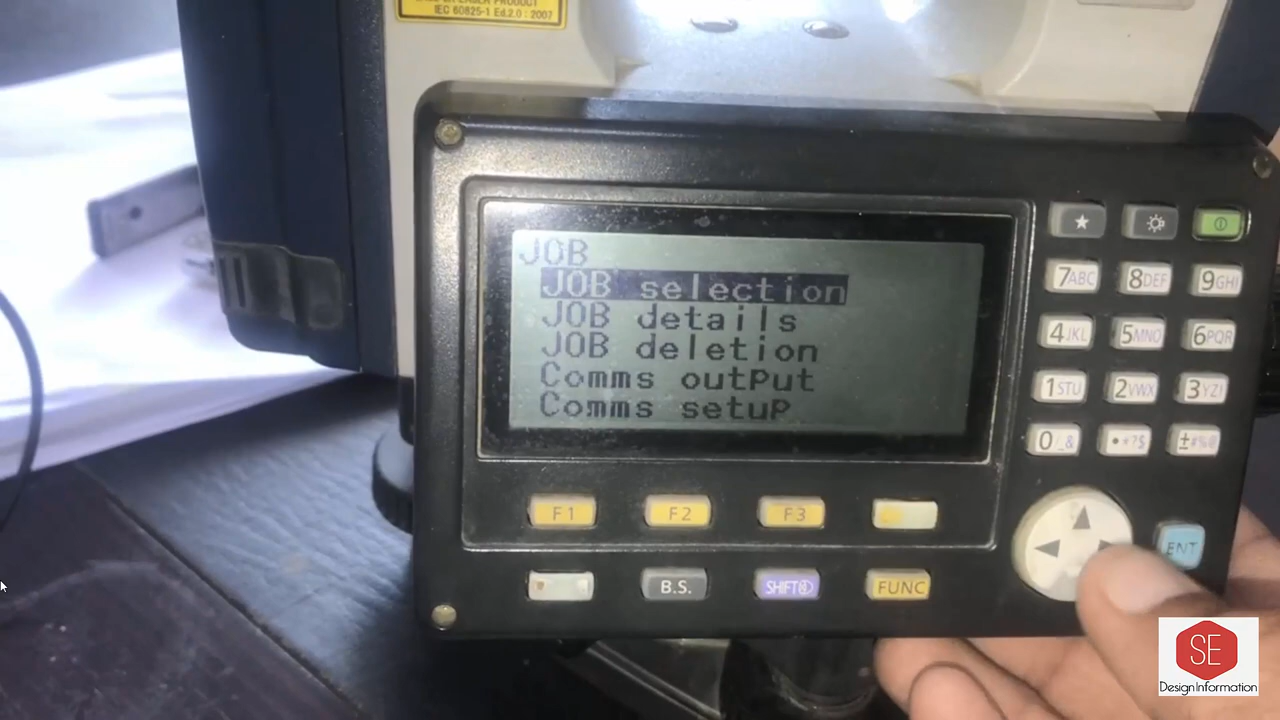 IEC 60825-1 Ed.2.0 : 2007
JOB
JOB selection
JOB details
JOB deletion
Comms output
Comms setup
7ABC 8DEF 9GHI
4JKL 5MNO 6PQR
1STU 2VWX 3YZ!
0/_& •*?$ ±#%@
F1 F2 F3
ENT
B.S. SHIFT FUNC
SE
Design Information